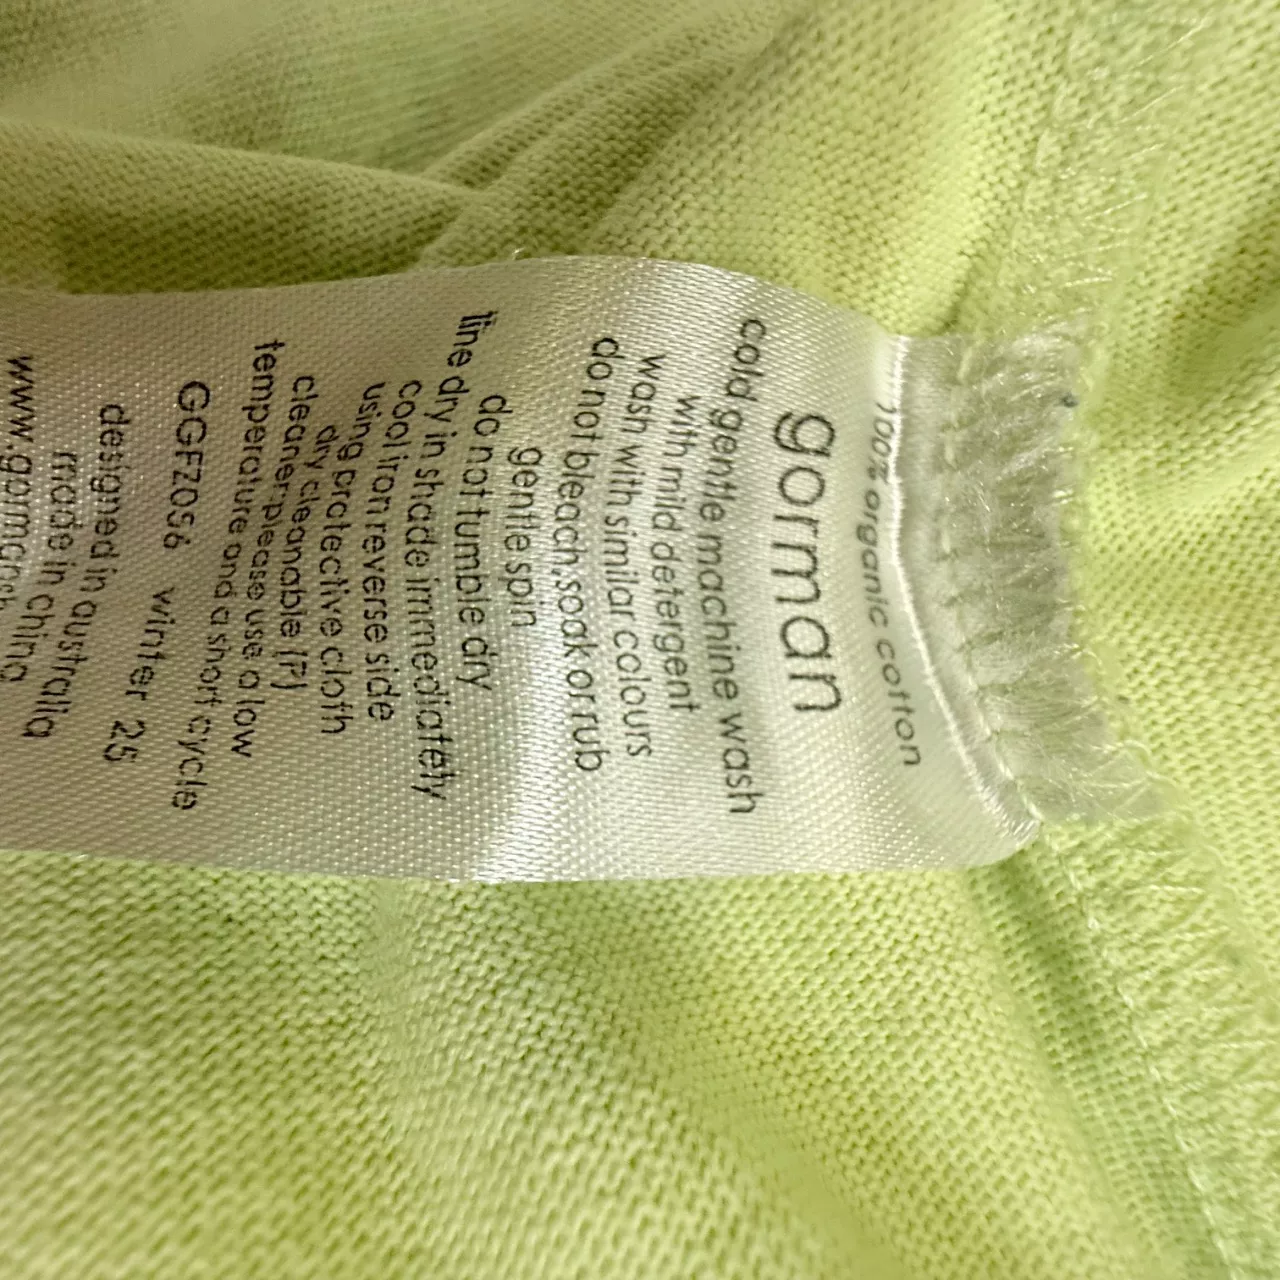 100% organic cotton
gorman
cold gentle machine wash
with mild detergent
wash with similar colours
do not bleach,soak or rub
gentle spin
do not tumble dry
line dry in shade immediately
cool iron reverse side
using protective cloth
dry cleanable (P)
cleaner:please use a low
temperature and a short cycle
GGFZ056 winter 25
designed in australia
made in china